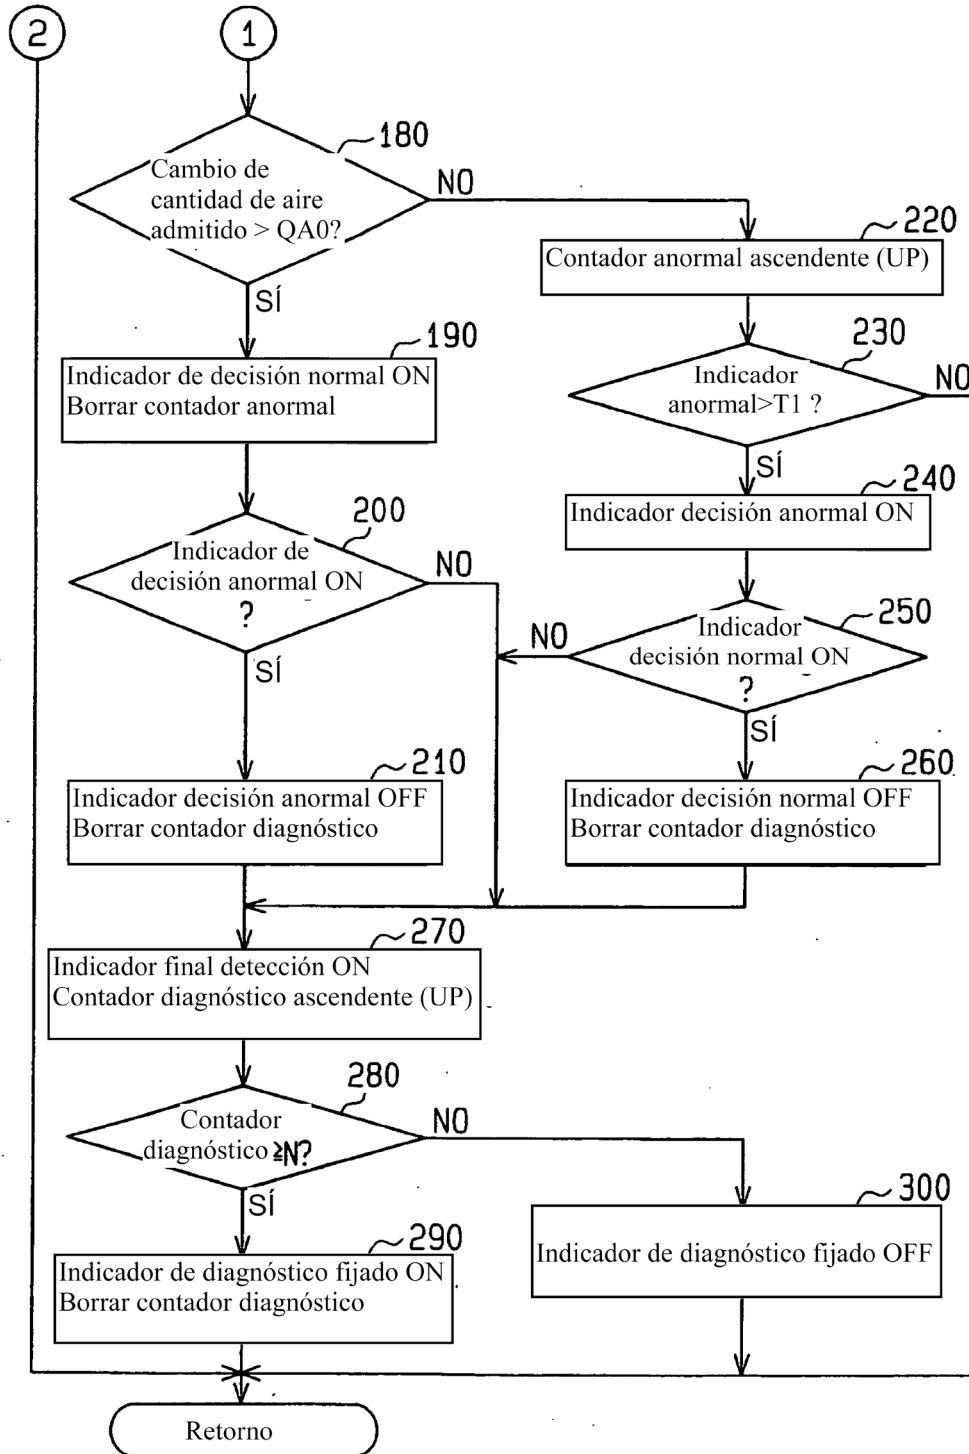 2
1
180
Cambio de
cantidad de aire
admitido > QA0?
NO
SÍ
220
Contador anormal ascendente (UP)
190
Indicador de decisión normal ON
Borrar contador anormal
230
Indicador
anormal>T1 ?
NO
SÍ
240
Indicador decisión anormal ON
200
Indicador de
decisión anormal ON
?
NO
SÍ
250
Indicador
decisión normal ON
?
NO
SÍ
210
Indicador decisión anormal OFF
Borrar contador diagnóstico
260
Indicador decisión normal OFF
Borrar contador diagnóstico
270
Indicador final detección ON
Contador diagnóstico ascendente (UP)
280
Contador
diagnóstico ≧N?
NO
SÍ
290
Indicador de diagnóstico fijado ON
Borrar contador diagnóstico
300
Indicador de diagnóstico fijado OFF
Retorno